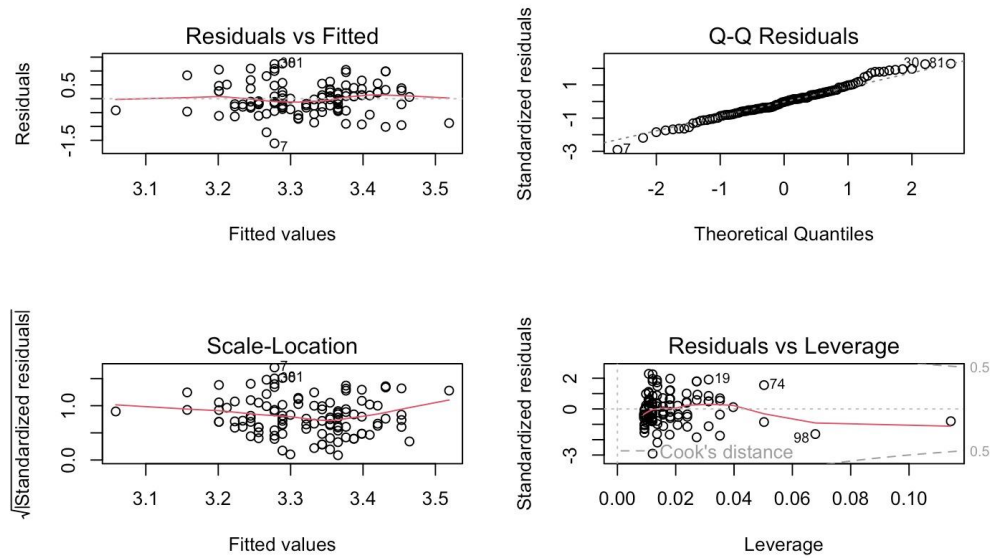 Residuals vs Fitted
Residuals
0.5
-1.5
7
3.1 3.2 3.3 3.4 3.5
Fitted values
Q-Q Residuals
Standardized residuals
1
-1
-3
30 81
7
-2 -1 0 1 2
Theoretical Quantiles
Scale-Location
√|Standardized residuals|
1.0
0.0
7
3.1 3.2 3.3 3.4 3.5
Fitted values
Residuals vs Leverage
Standardized residuals
2
0
-3
19
74
98
Cook's distance
0.5
0.5
0.00 0.02 0.04 0.06 0.08 0.10
Leverage